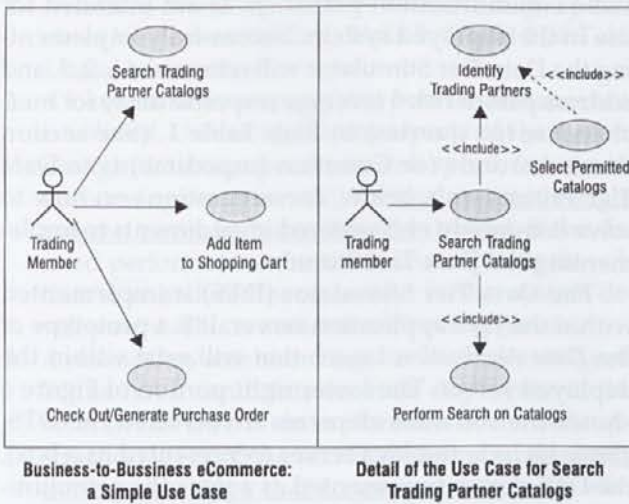 Search Trading
Partner Catalogs
Trading
Member
Add Item
to Shopping Cart
Check Out/Generate Purchase Order
Business-to-Bussiness eCommerce:
a Simple Use Case
Identify
Trading Partners
<<include>>
Select Permitted
Catalogs
<<include>>
Trading
member
Search Trading
Partner Catalogs
<<include>>
Perform Search on Catalogs
Detail of the Use Case for Search
Trading Partner Catalogs